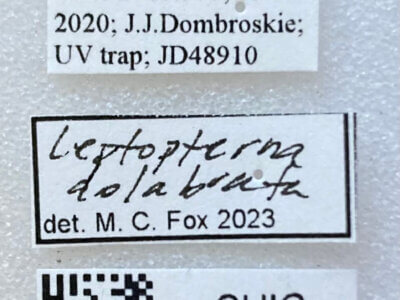 2020; J.J.Dombroskie;
UV trap; JD48910
Leptopterna
dolabrata
det. M. C. Fox 2023